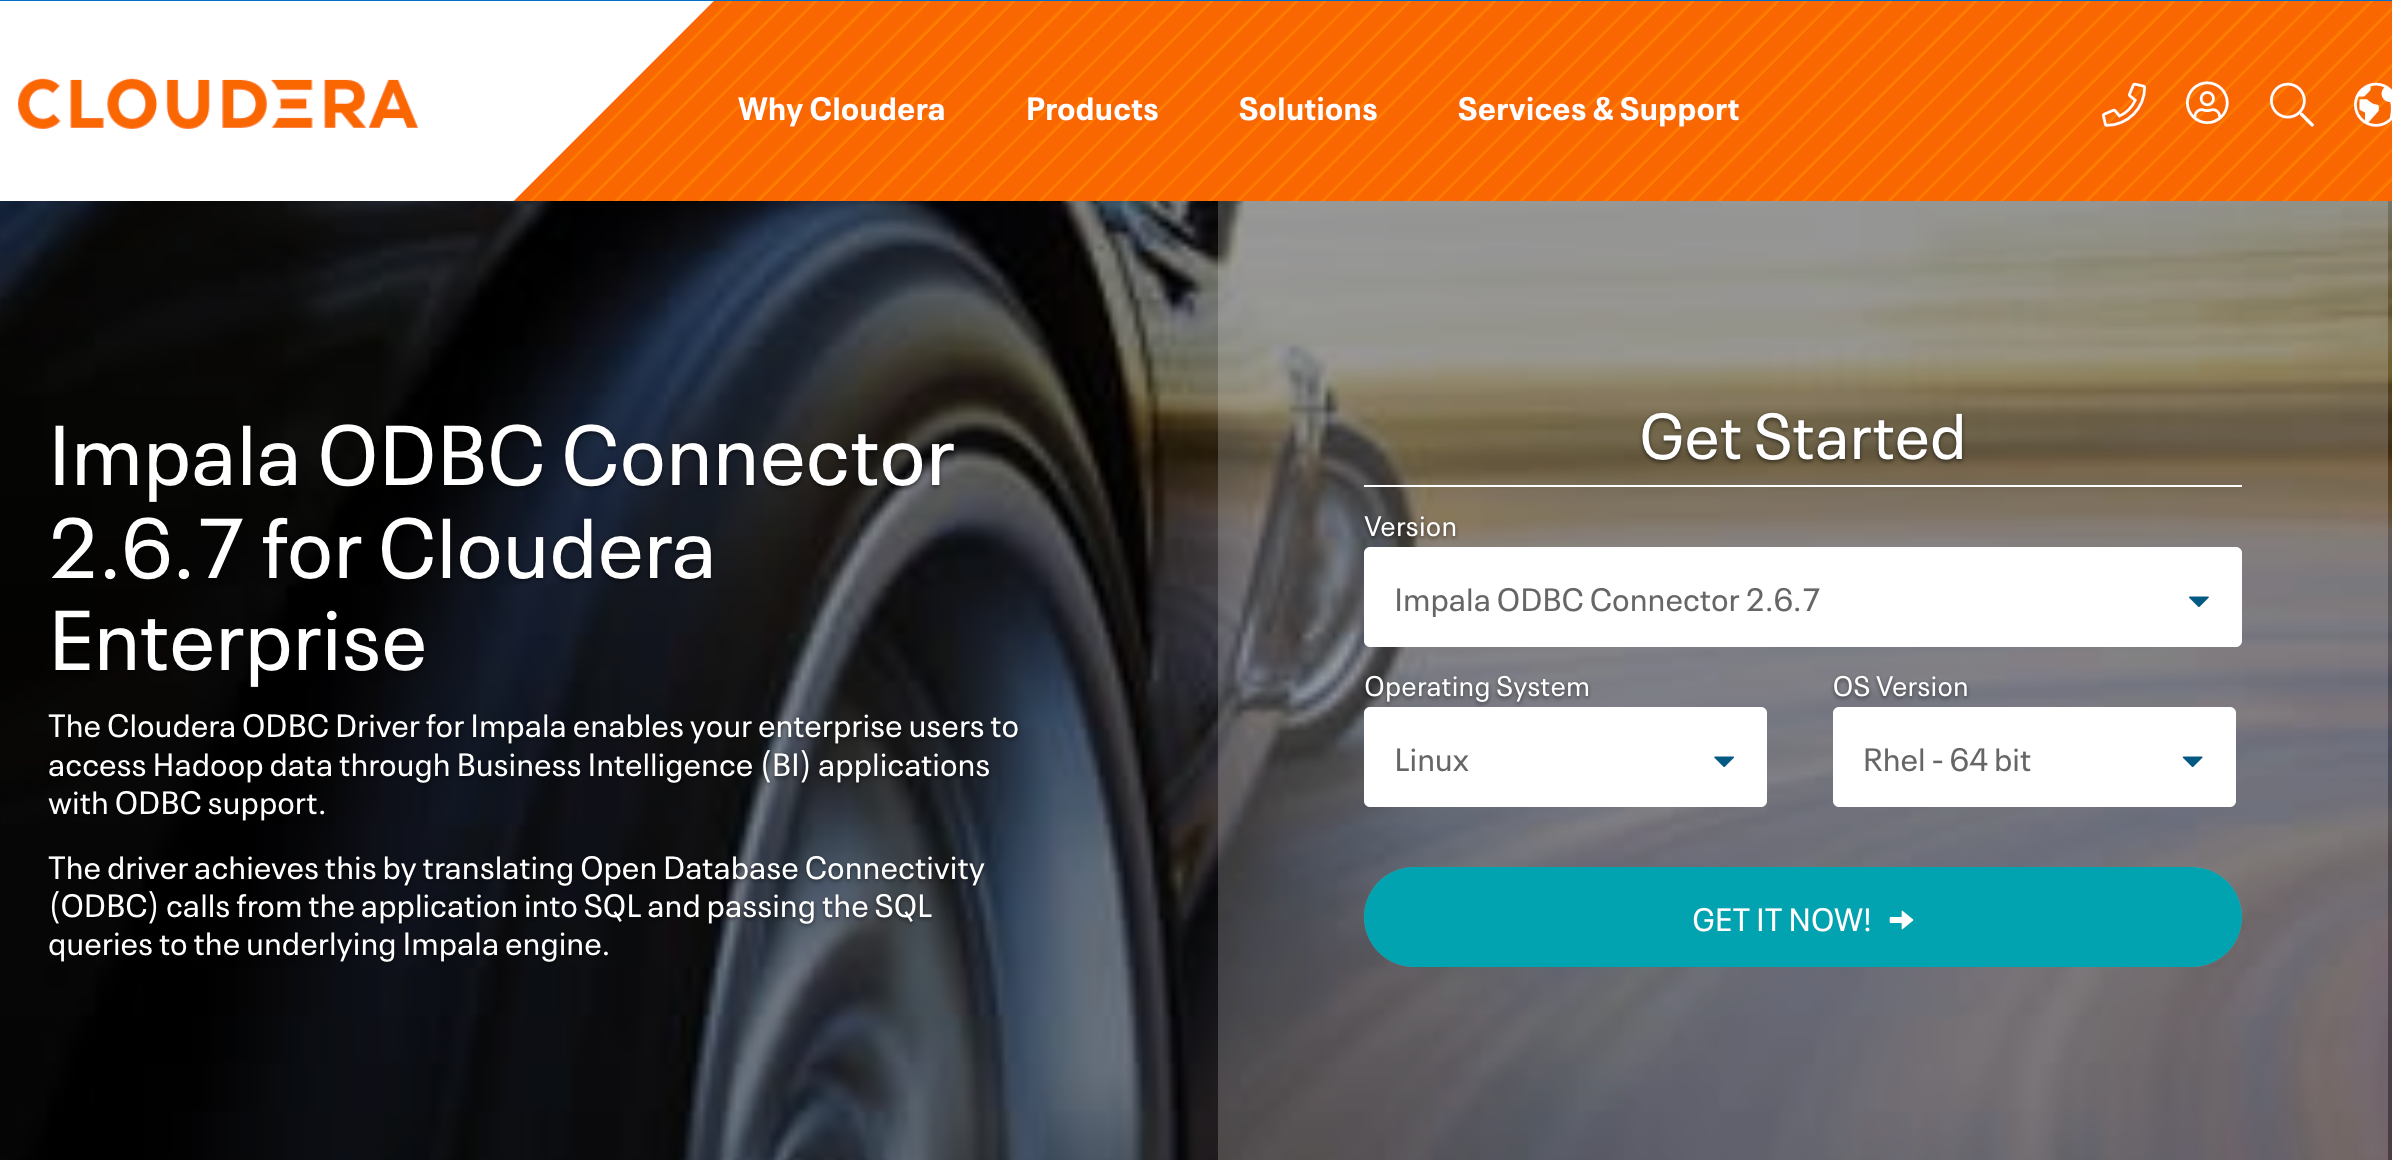 CLOUDERA
Why Cloudera
Products
Solutions
Services & Support
Impala ODBC Connector
2.6.7 for Cloudera
Enterprise
The Cloudera ODBC Driver for Impala enables your enterprise users to
access Hadoop data through Business Intelligence (BI) applications
with ODBC support.
The driver achieves this by translating Open Database Connectivity
(ODBC) calls from the application into SQL and passing the SQL
queries to the underlying Impala engine.
Get Started
Version
Impala ODBC Connector 2.6.7
Operating System
Linux
OS Version
Rhel - 64 bit
GET IT NOW!